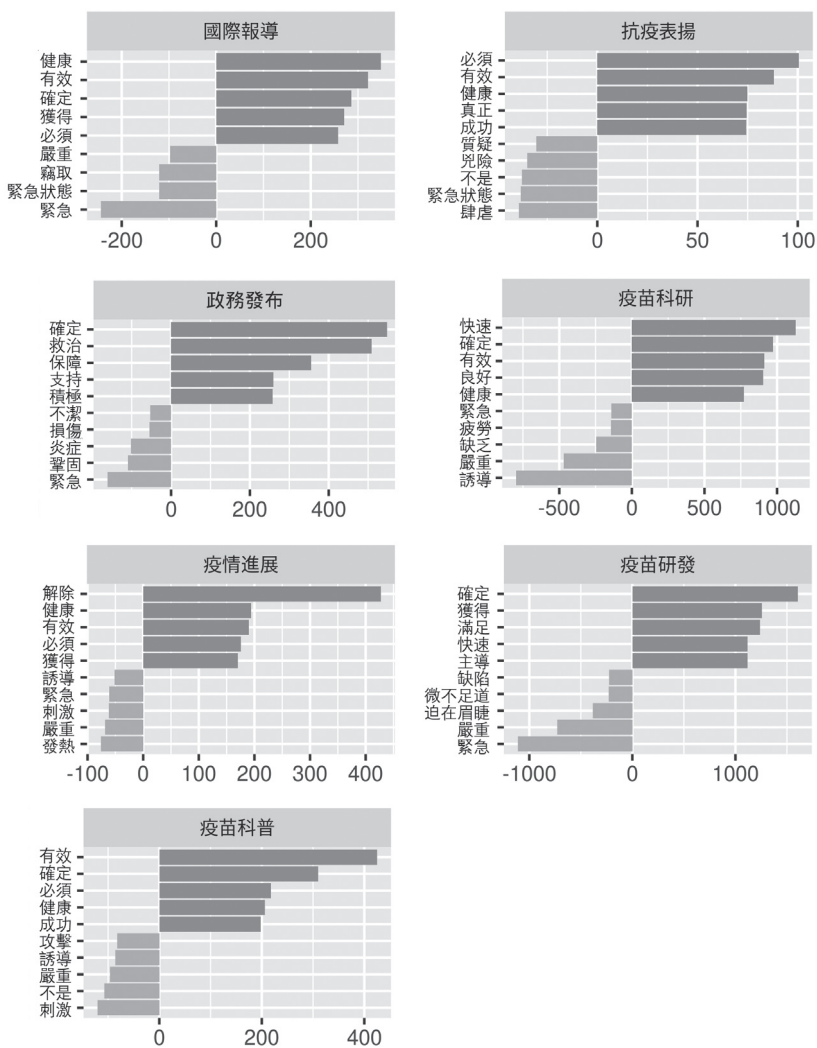 國際報導
健康
有效
確定
獲得
必須
嚴重
竊取
緊急狀態
緊急
-200 0 200
抗疫表揚
必須
有效
健康
真正
成功
質疑
兇險
不是
緊急狀態
肆虐
0 50 100
政務發布
確定
救治
保障
支持
積極
不潔
損傷
炎症
鞏固
緊急
0 200 400
疫苗科研
快速
確定
有效
良好
健康
緊急
疲勞
缺乏
嚴重
誘導
-500 0 500 1000
疫情進展
解除
健康
有效
必須
獲得
誘導
緊急
刺激
嚴重
發熱
-100 0 100 200 300 400
疫苗研發
確定
獲得
滿足
快速
主導
缺陷
微不足道
迫在眉睫
嚴重
緊急
-1000 0 1000
疫苗科普
有效
確定
必須
健康
成功
攻擊
誘導
嚴重
不是
刺激
0 200 400